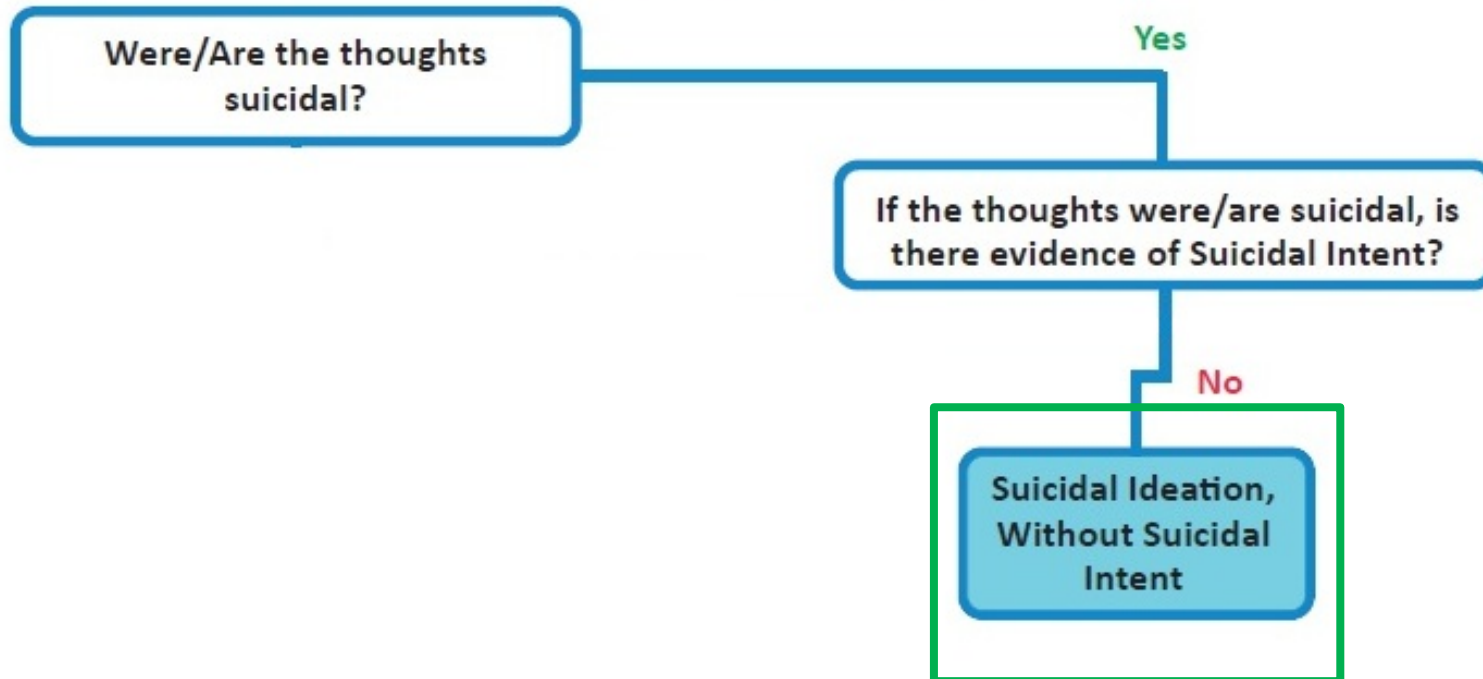 Were/Are the thoughts
suicidal?
Yes
If the thoughts were/are suicidal, is
there evidence of Suicidal Intent?
No
Suicidal Ideation,
Without Suicidal
Intent